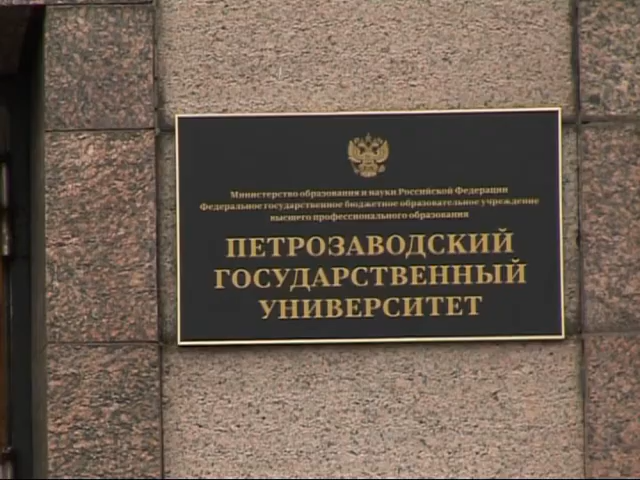 Министерство образования и науки Российской Федерации
Федеральное государственное бюджетное образовательное учреждение
высшего профессионального образования
ПЕТРОЗАВОДСКИЙ
ГОСУДАРСТВЕННЫЙ
УНИВЕРСИТЕТ